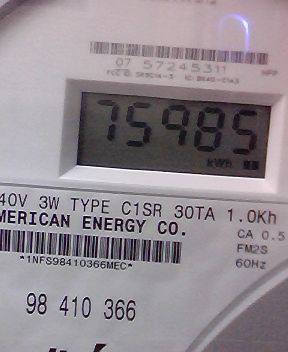 07 57245311
75985
kWh
40V 3W TYPE C1SR 30TA 1.0Kh
MERICAN ENERGY CO.
CA 0.5
*1NFS98410366MEC*
FM2S
60Hz
98 410 366